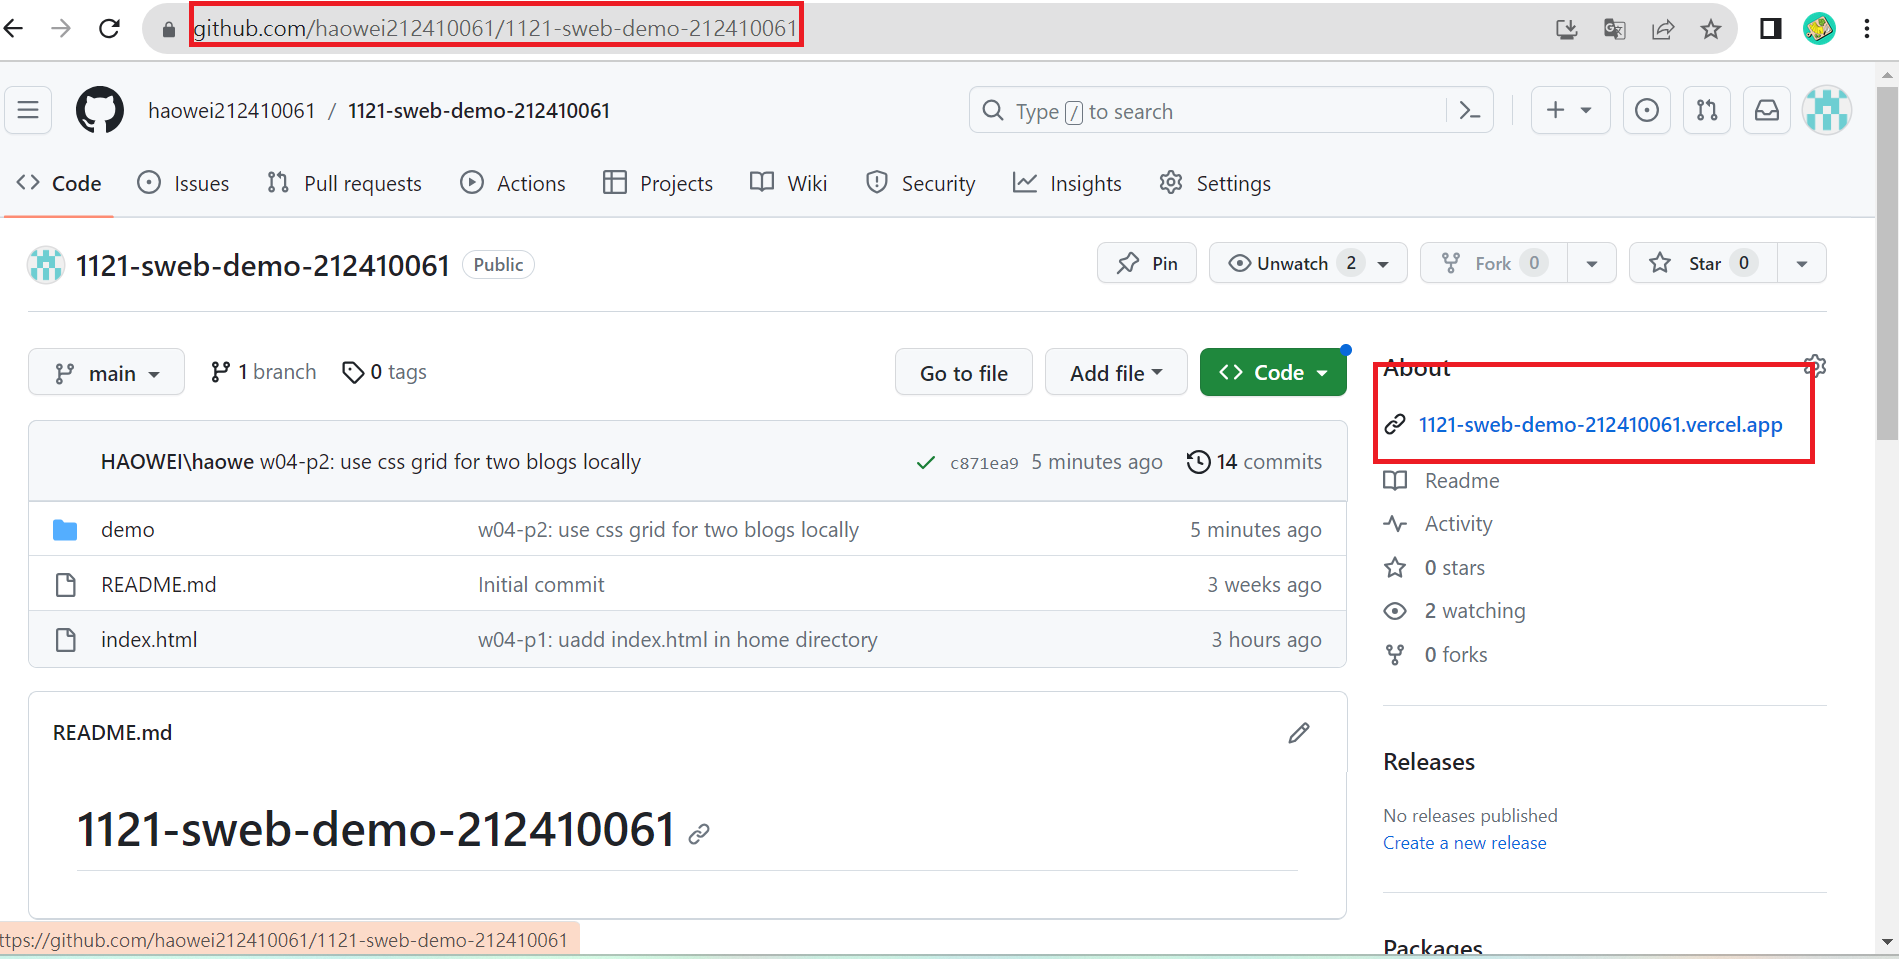 github.com/haowei212410061/1121-sweb-demo-212410061
haowei212410061 / 1121-sweb-demo-212410061
Type / to search
Code Issues Pull requests Actions Projects Wiki Security Insights Settings
1121-sweb-demo-212410061 Public
Pin Unwatch 2 Fork 0 Star 0
main 1 branch 0 tags Go to file Add file Code
About
1121-sweb-demo-212410061.vercel.app
HAOWEI\haowe w04-p2: use css grid for two blogs locally c871ea9 5 minutes ago 14 commits
demo w04-p2: use css grid for two blogs locally 5 minutes ago
README.md Initial commit 3 weeks ago
index.html w04-p1: uadd index.html in home directory 3 hours ago
Readme
Activity
0 stars
2 watching
0 forks
README.md
1121-sweb-demo-212410061
Releases
No releases published
Create a new release
Packages
ttps://github.com/haowei212410061/1121-sweb-demo-212410061